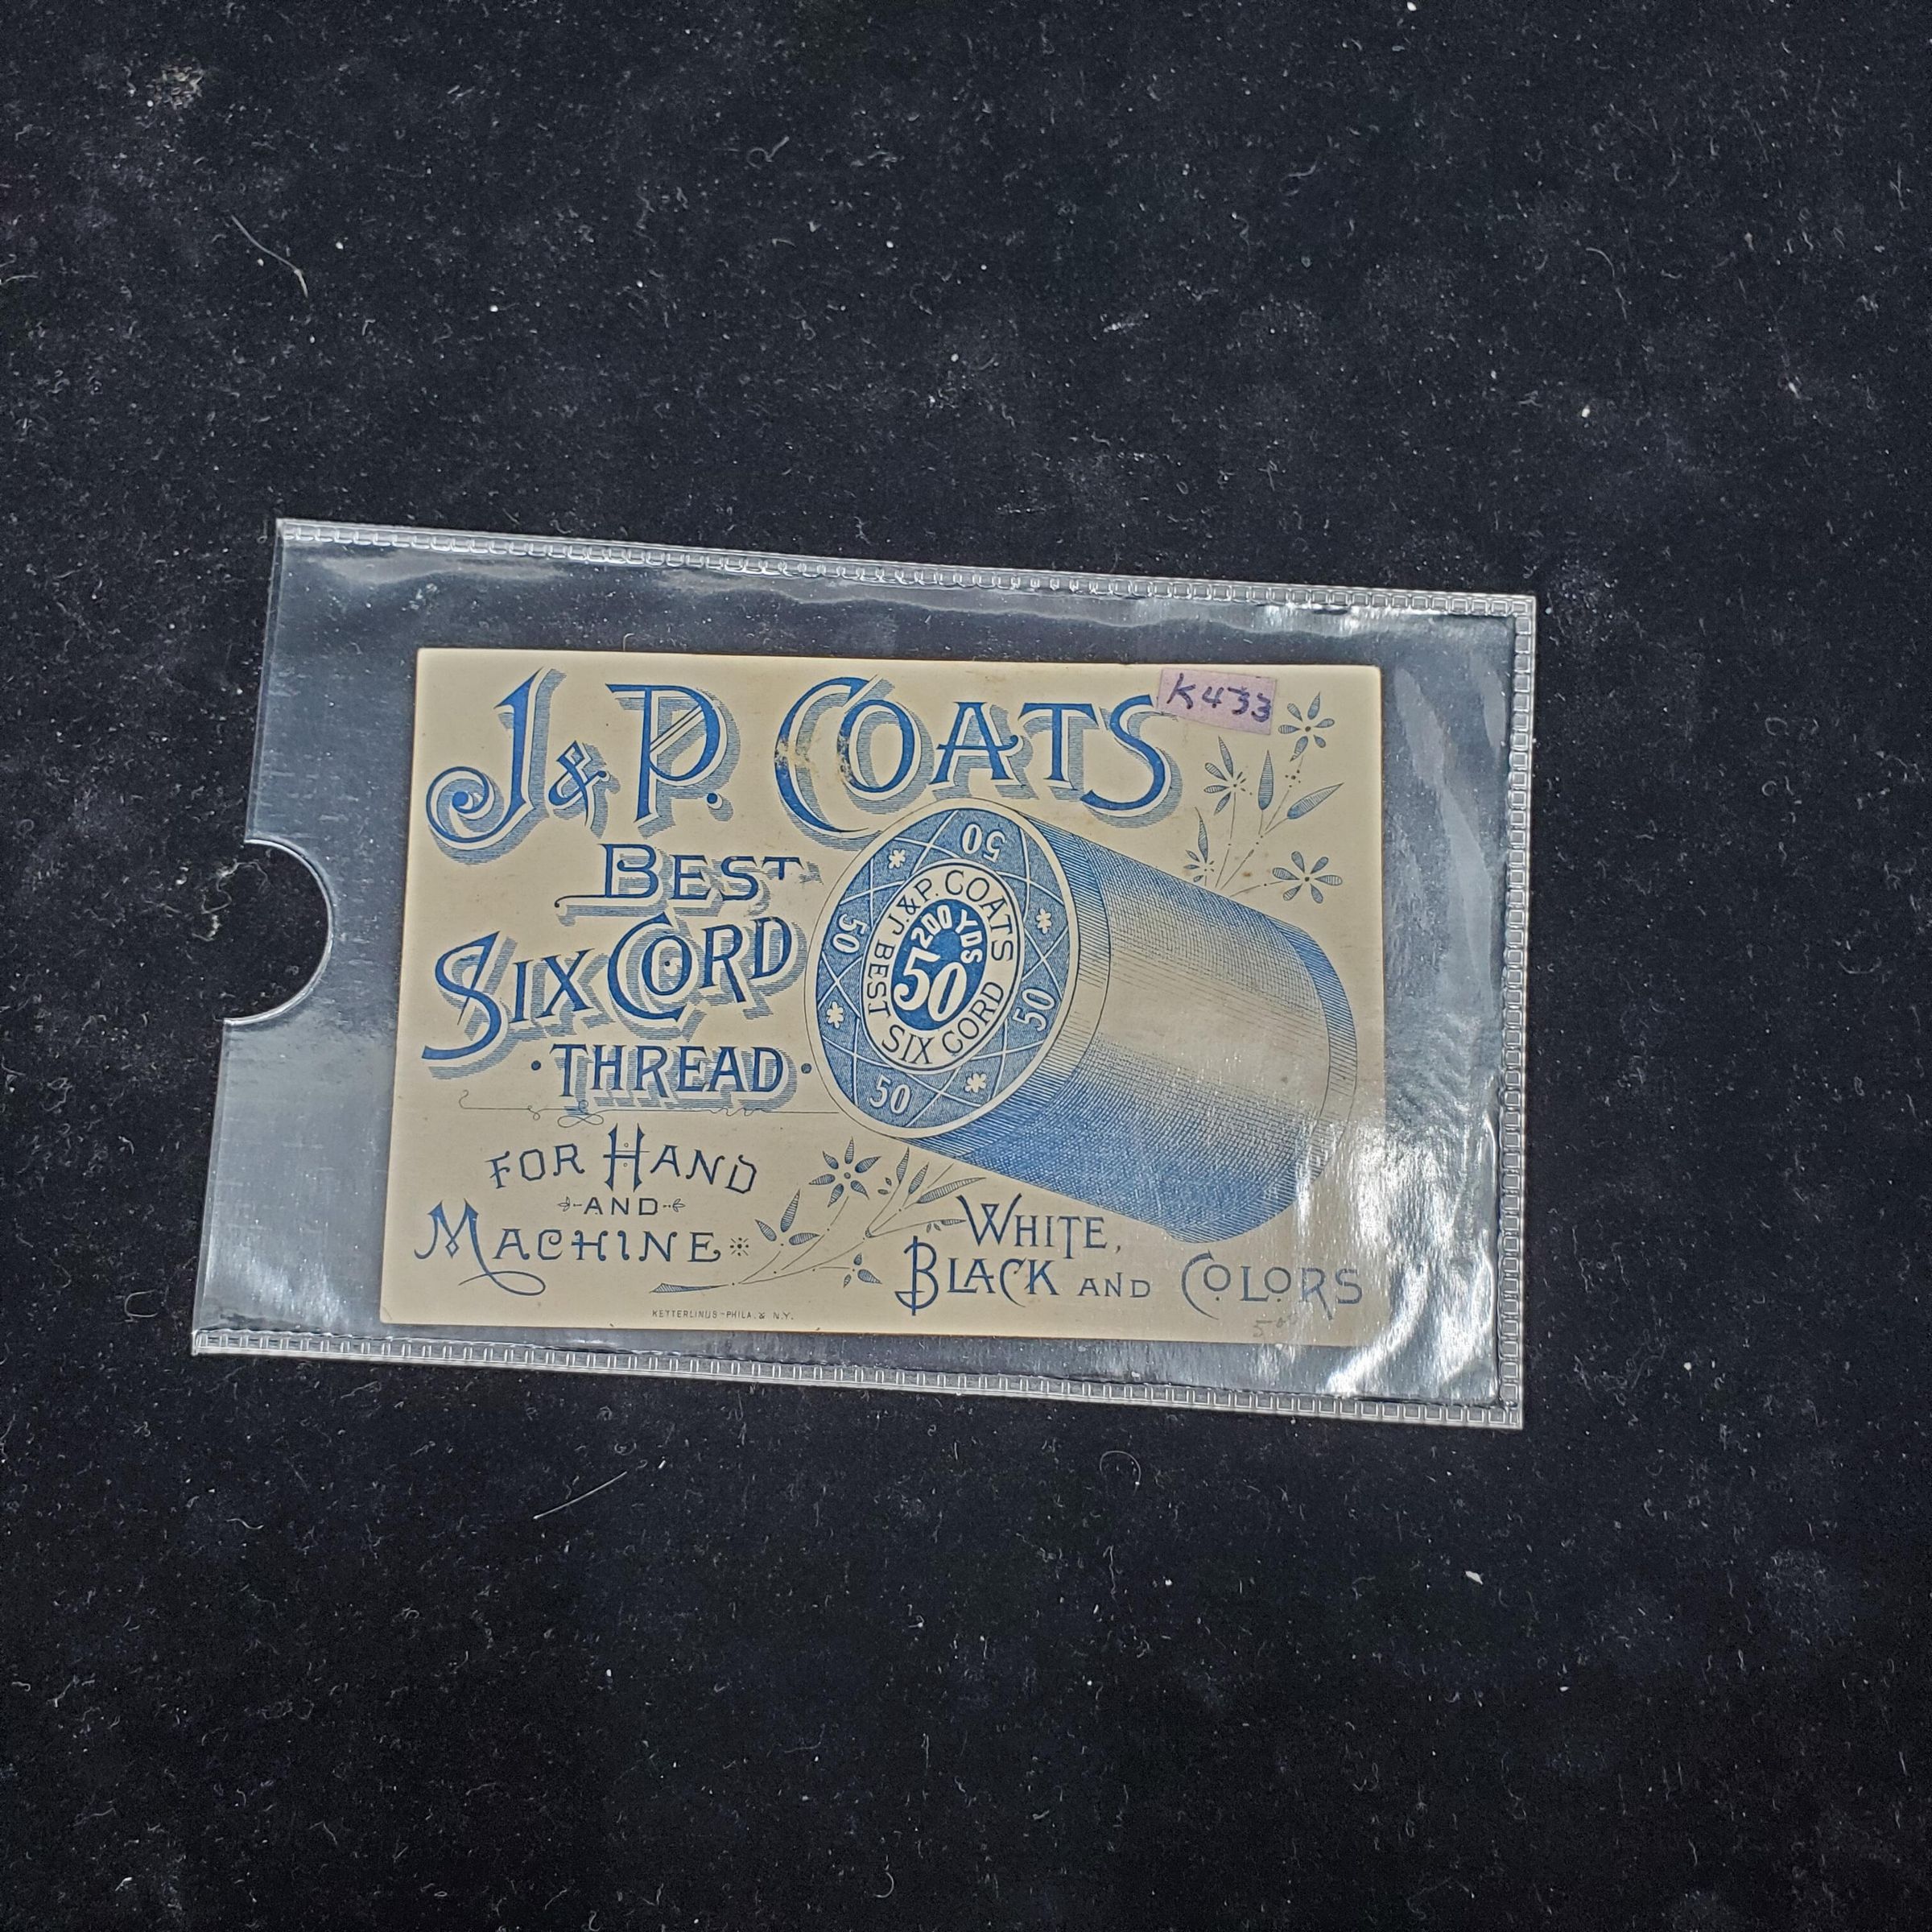 J. & P. COATS
K433
BEST
SIX CORD
·THREAD·
50
50
50
50
J. & P. COATS
BEST SIX CORD
200 YDS
50
FOR HAND
-AND-
MACHINE
WHITE,
BLACK AND COLORS
KETTERLINUS-PHILA. & N.Y.